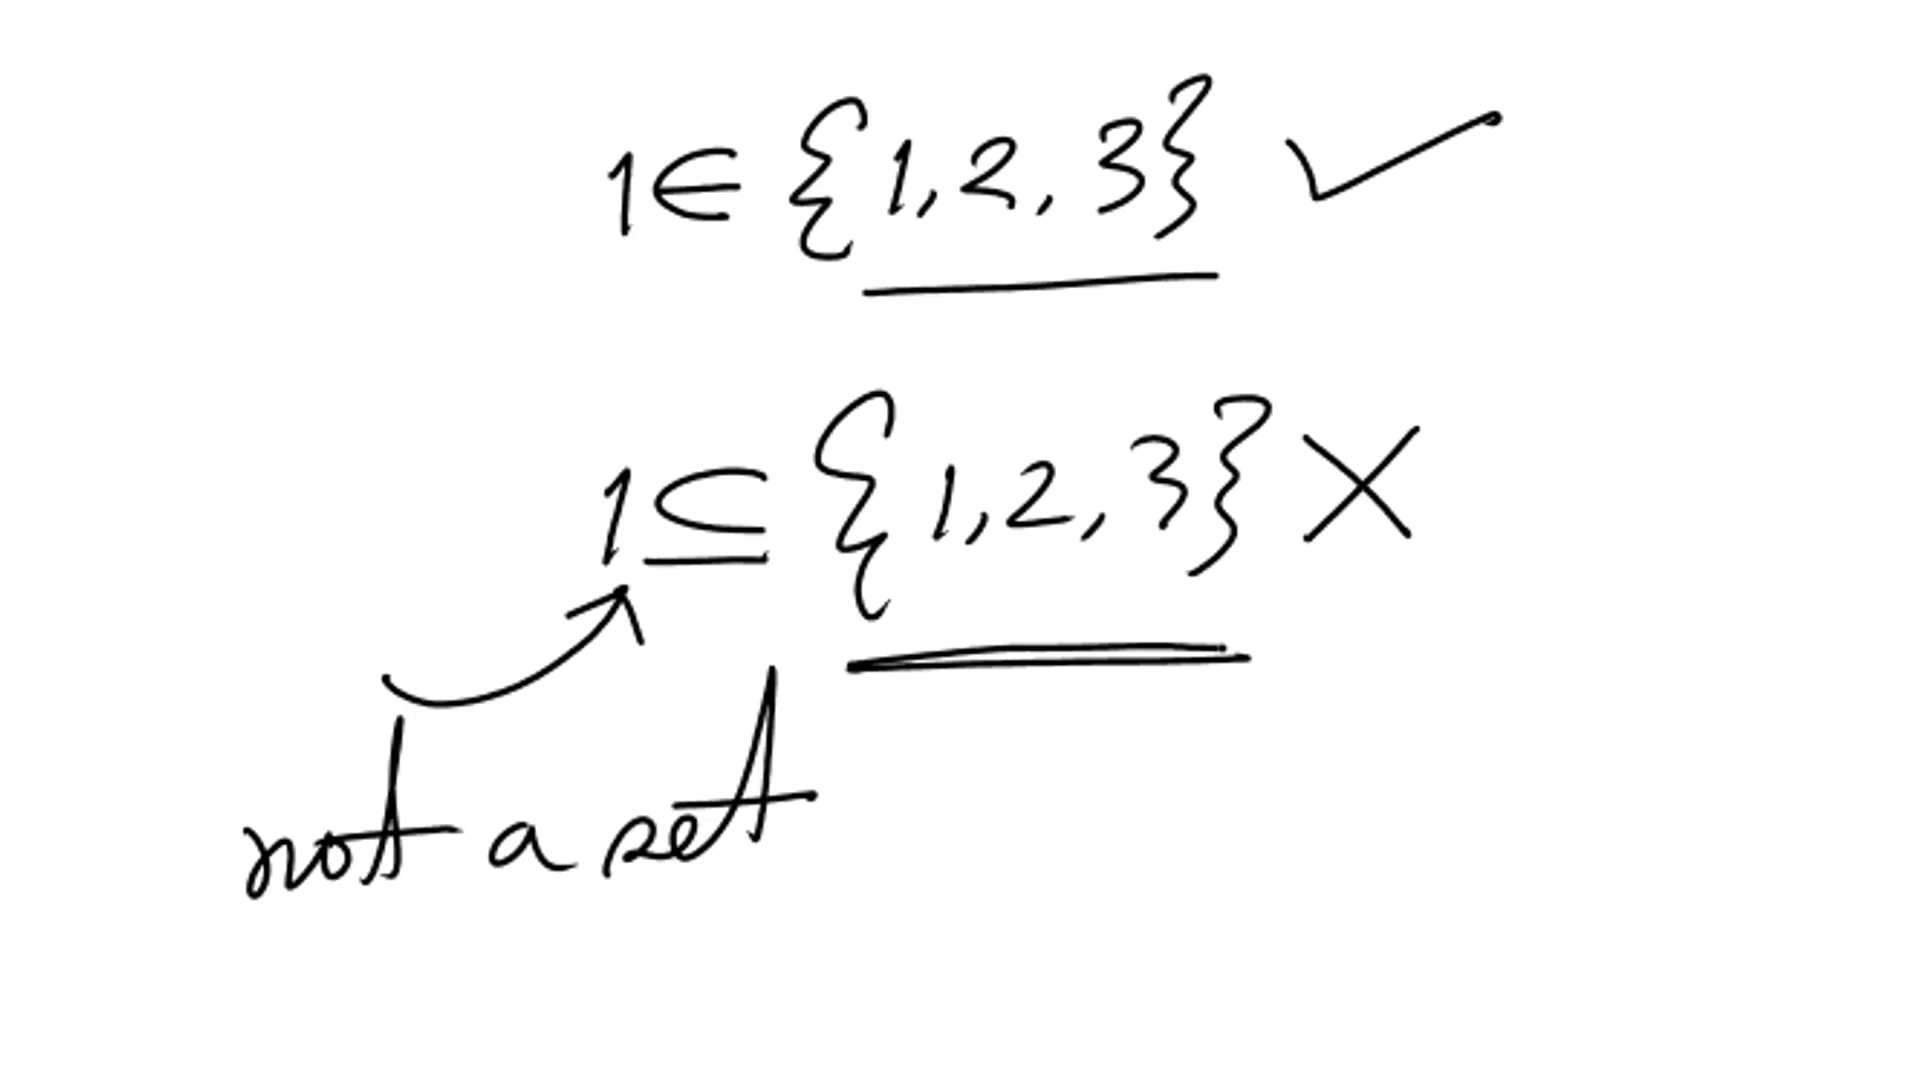 1 ∈ {1, 2, 3} ✓
1 ⊆ {1, 2, 3} ✗
not a set